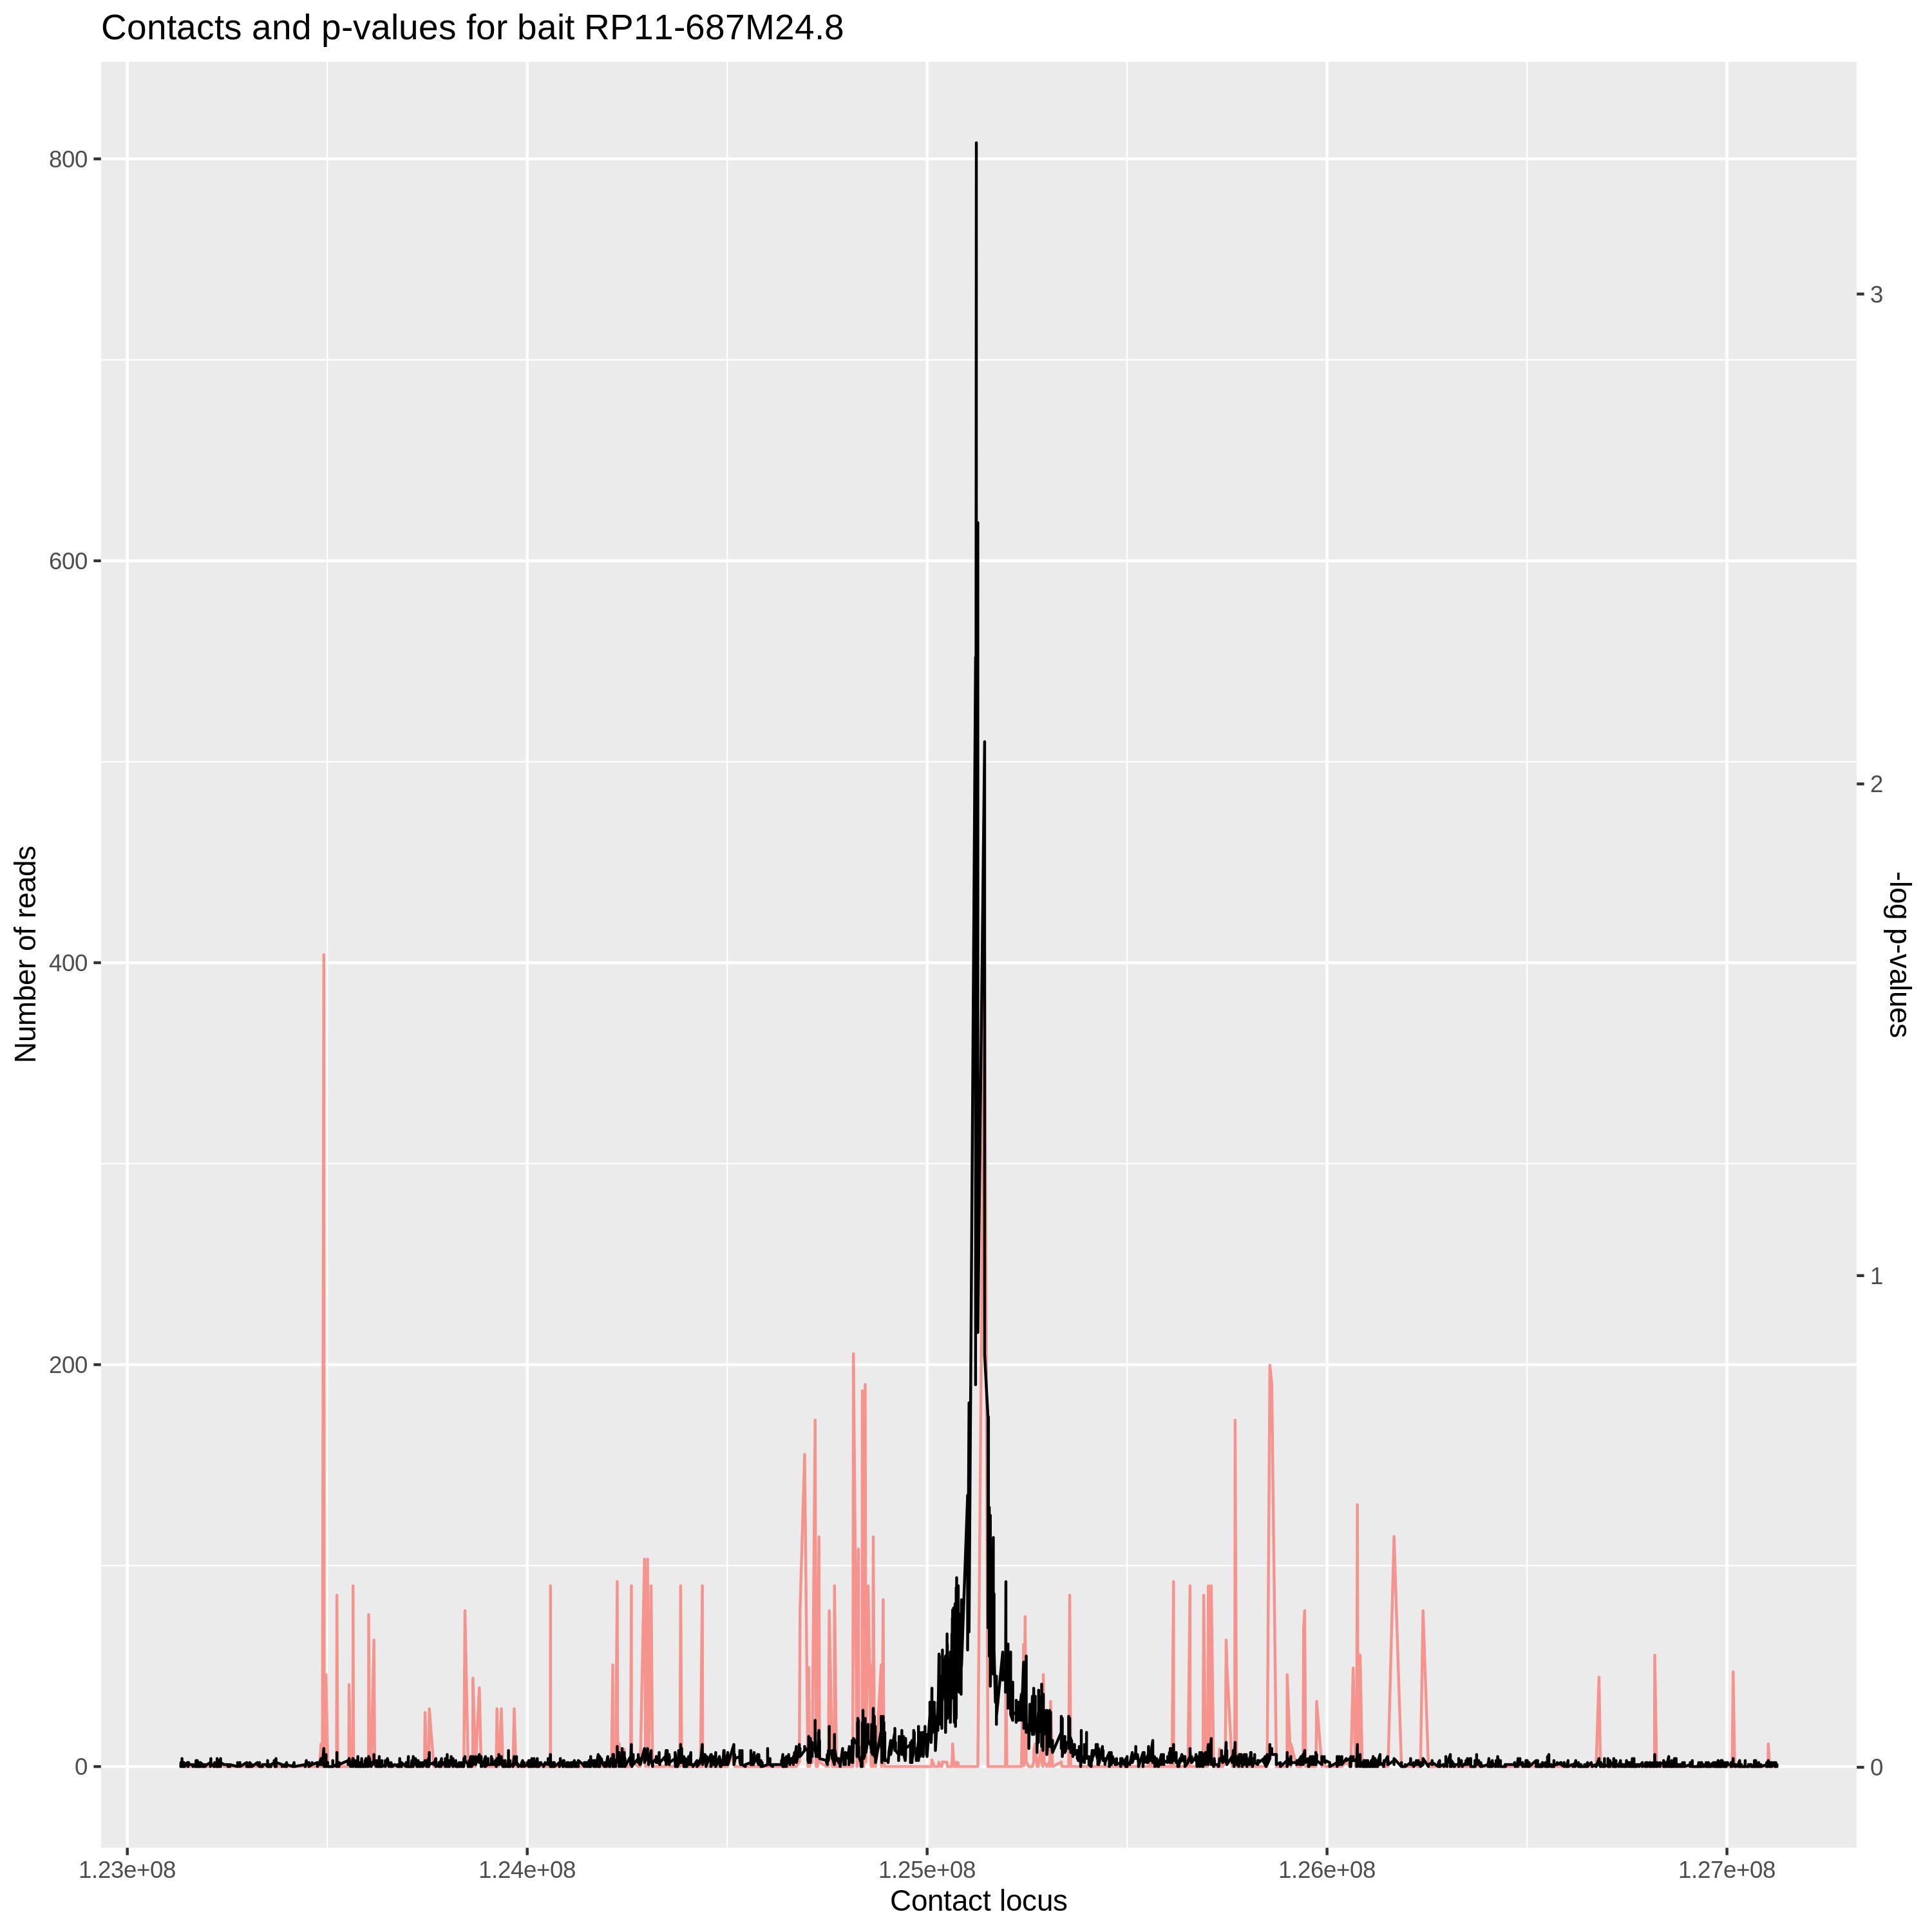 Contacts and p-values for bait RP11-687M24.8
800
600
400
200
0
Number of reads
3
2
1
0
-log p-values
1.23e+08
1.24e+08
1.25e+08
1.26e+08
1.27e+08
Contact locus